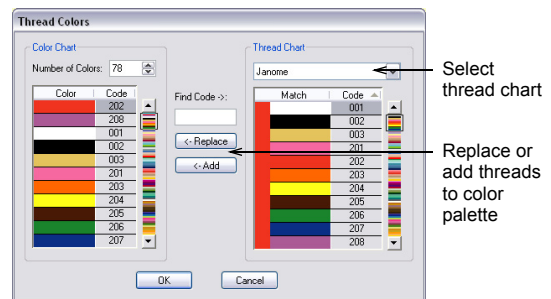 Thread Colors
Color Chart
Number of Colors: 78
Color Code
202
208
001
002
003
201
203
204
205
206
207
Find Code ->:
<- Replace
<- Add
Thread Chart
Janome
Match Code
001
002
003
201
202
203
204
205
206
207
208
OK Cancel
Select
thread chart
Replace or
add threads
to color
palette